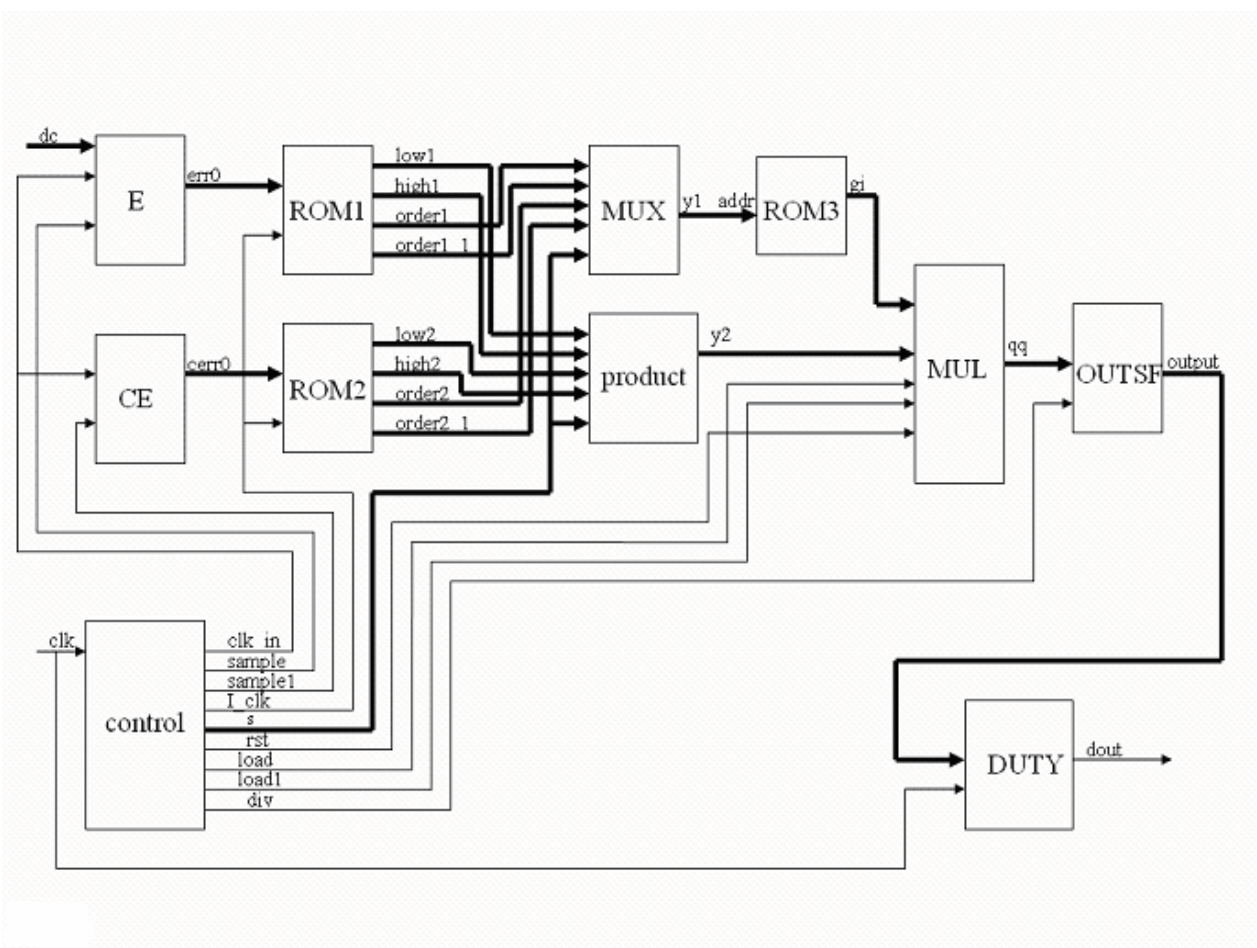 dc
E
err0
ROM1
low1
high1
order1
order1_1
MUX
y1
addr
ROM3
gi
CE
cerr0
ROM2
low2
high2
order2
order2_1
product
y2
MUL
qq
OUTSF
output
clk
control
clk_in
sample
sample1
I_clk
s
rst
load
load1
div
DUTY
dout